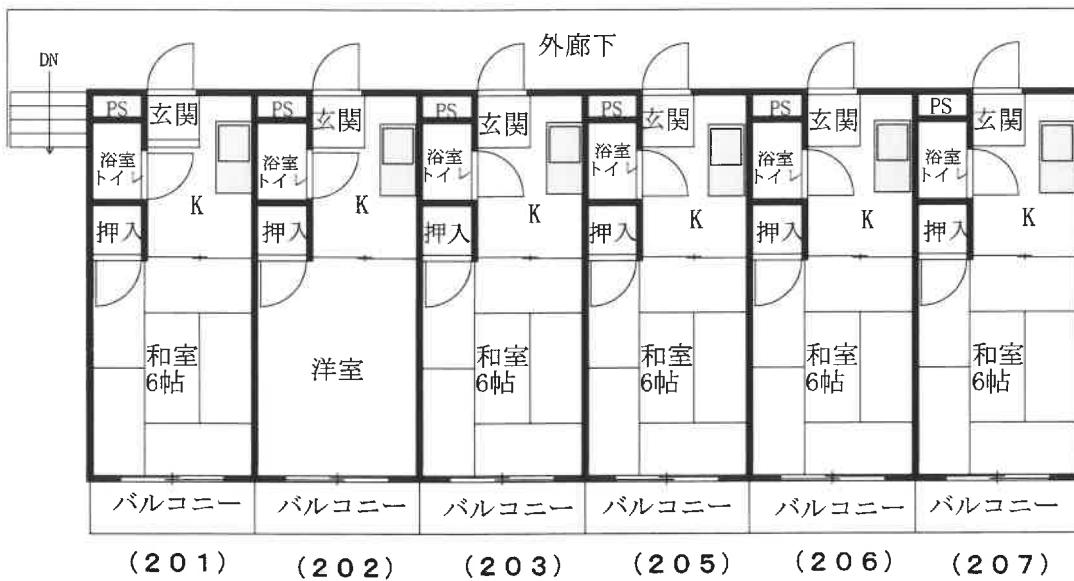 外廊下
DN
PS
玄関
浴室
トイレ
K
押入
和室
6帖
バルコニー
(201)
PS
玄関
浴室
トイレ
K
押入
洋室
バルコニー
(202)
PS
玄関
浴室
トイレ
K
押入
和室
6帖
バルコニー
(203)
PS
玄関
浴室
トイレ
K
押入
和室
6帖
バルコニー
(205)
PS
玄関
浴室
トイレ
K
押入
和室
6帖
バルコニー
(206)
PS
玄関
浴室
トイレ
K
押入
和室
6帖
バルコニー
(207)